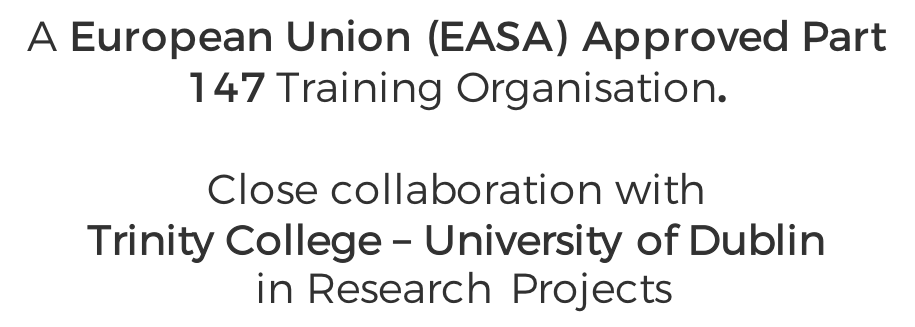 A European Union (EASA) Approved Part
147 Training Organisation.
Close collaboration with
Trinity College – University of Dublin
in Research Projects